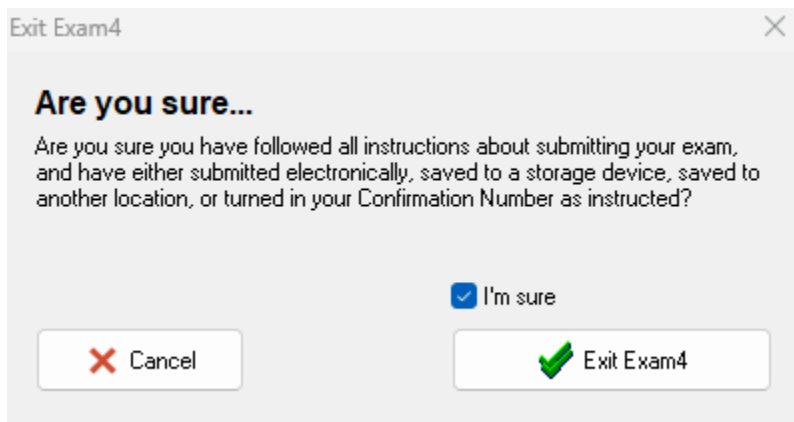 Exit Exam4
Are you sure...
Are you sure you have followed all instructions about submitting your exam,
and have either submitted electronically, saved to a storage device, saved to
another location, or turned in your Confirmation Number as instructed?
I'm sure
Cancel
Exit Exam4